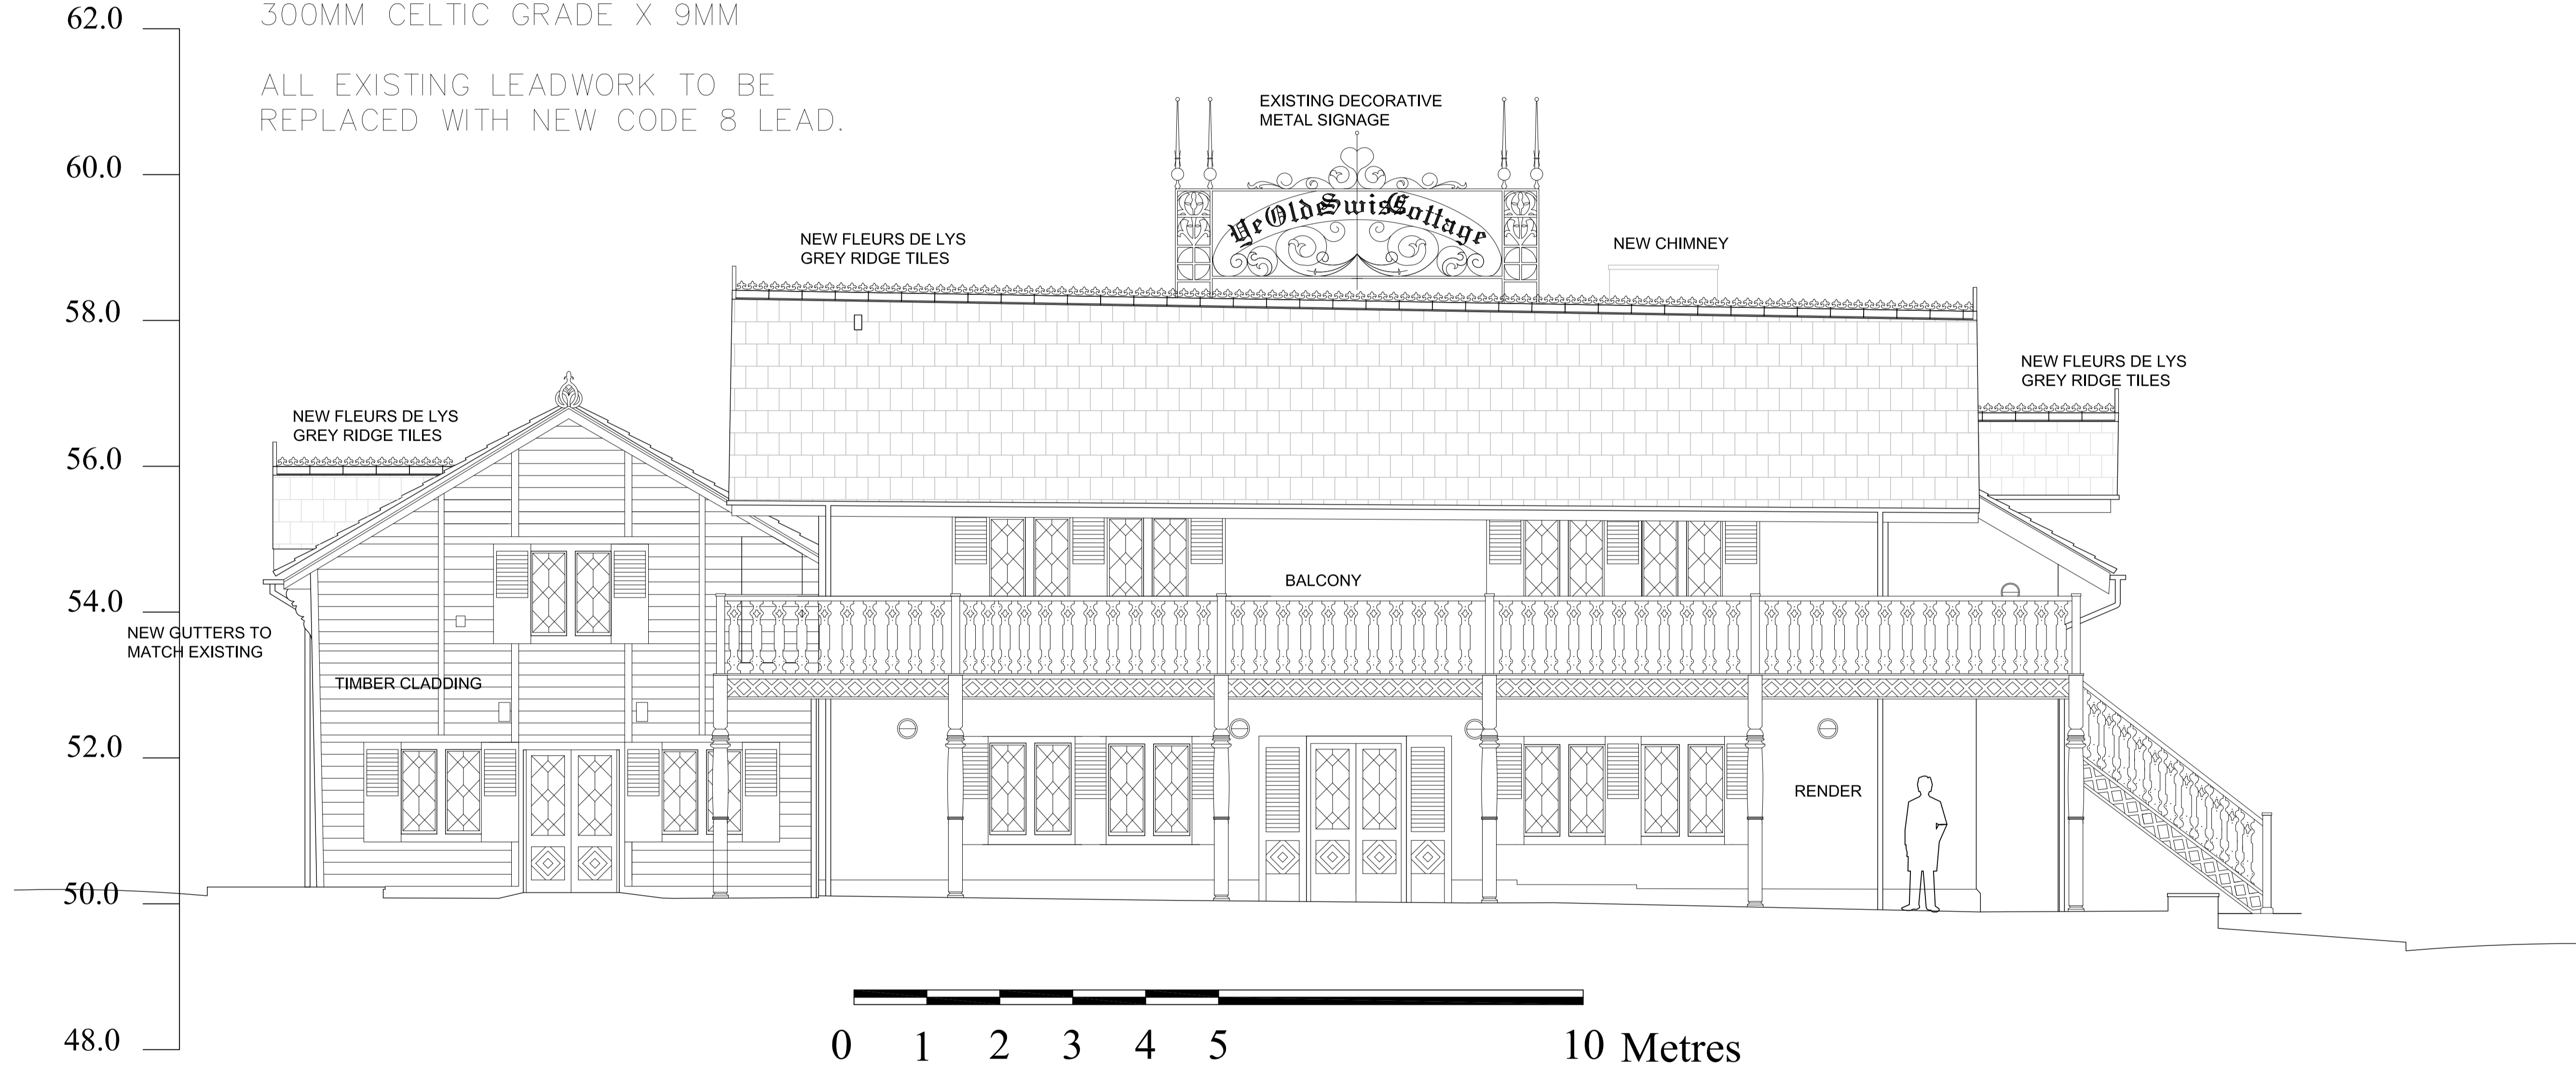 62.0
300MM CELTIC GRADE X 9MM
ALL EXISTING LEADWORK TO BE
REPLACED WITH NEW CODE 8 LEAD.
EXISTING DECORATIVE
METAL SIGNAGE
60.0
Ye Olde Swiss Cottage
NEW FLEURS DE LYS
GREY RIDGE TILES
NEW CHIMNEY
58.0
NEW FLEURS DE LYS
GREY RIDGE TILES
NEW FLEURS DE LYS
GREY RIDGE TILES
56.0
BALCONY
54.0
NEW GUTTERS TO
MATCH EXISTING
TIMBER CLADDING
52.0
RENDER
50.0
48.0
0 1 2 3 4 5 10 Metres